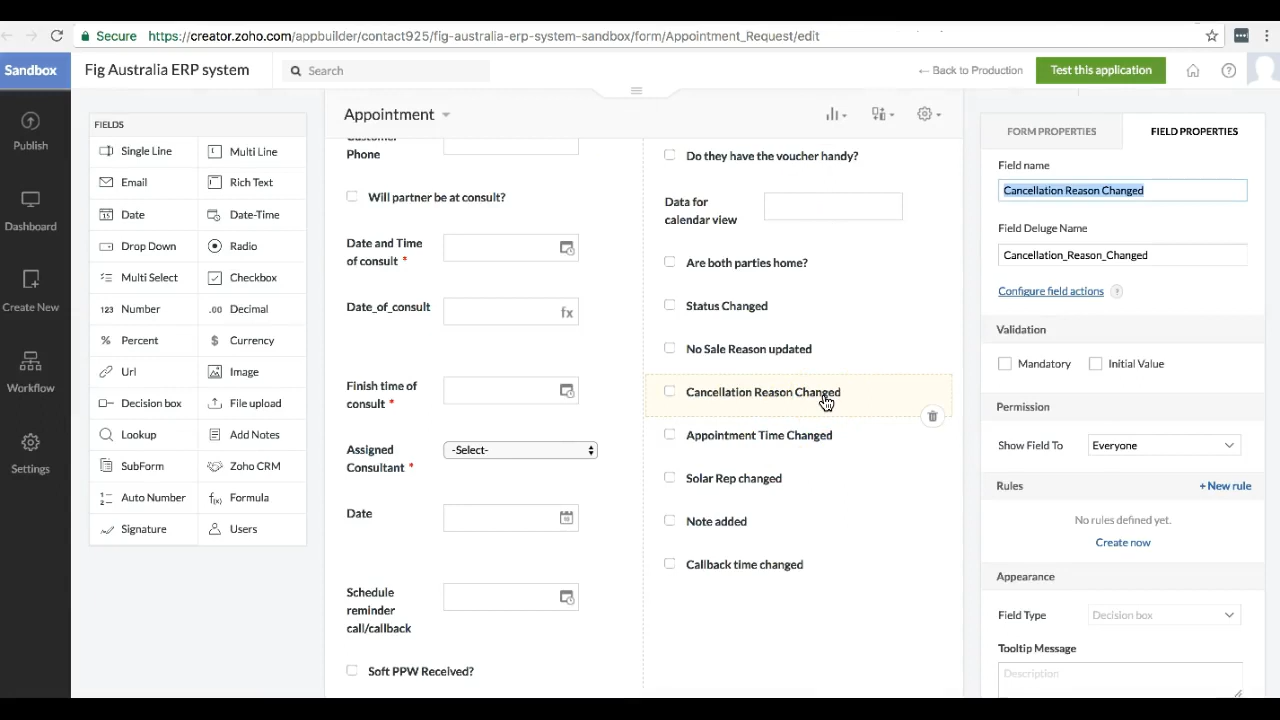 Secure https://creator.zoho.com/appbuilder/contact925/fig-australia-erp-system-sandbox/form/Appointment_Request/edit
Sandbox
Fig Australia ERP system
Search
← Back to Production
Test this application
Publish
Dashboard
Create New
Workflow
Settings
FIELDS
Single Line
Multi Line
Email
Rich Text
Date
Date-Time
Drop Down
Radio
Multi Select
Checkbox
123 Number
.00 Decimal
% Percent
$ Currency
Url
Image
Decision box
File upload
Lookup
Add Notes
SubForm
Zoho CRM
Auto Number
Formula
Signature
Users
Appointment
Customer
Phone
Will partner be at consult?
Date and Time
of consult *
Date_of_consult
fx
Finish time of
consult *
Assigned
Consultant *
-Select-
Date
Schedule
reminder
call/callback
Soft PPW Received?
Do they have the voucher handy?
Data for
calendar view
Are both parties home?
Status Changed
No Sale Reason updated
Cancellation Reason Changed
Appointment Time Changed
Solar Rep changed
Note added
Callback time changed
FORM PROPERTIES
FIELD PROPERTIES
Field name
Cancellation Reason Changed
Field Deluge Name
Cancellation_Reason_Changed
Configure field actions ?
Validation
Mandatory
Initial Value
Permission
Show Field To
Everyone
Rules
+ New rule
No rules defined yet.
Create now
Appearance
Field Type
Decision box
Tooltip Message
Description